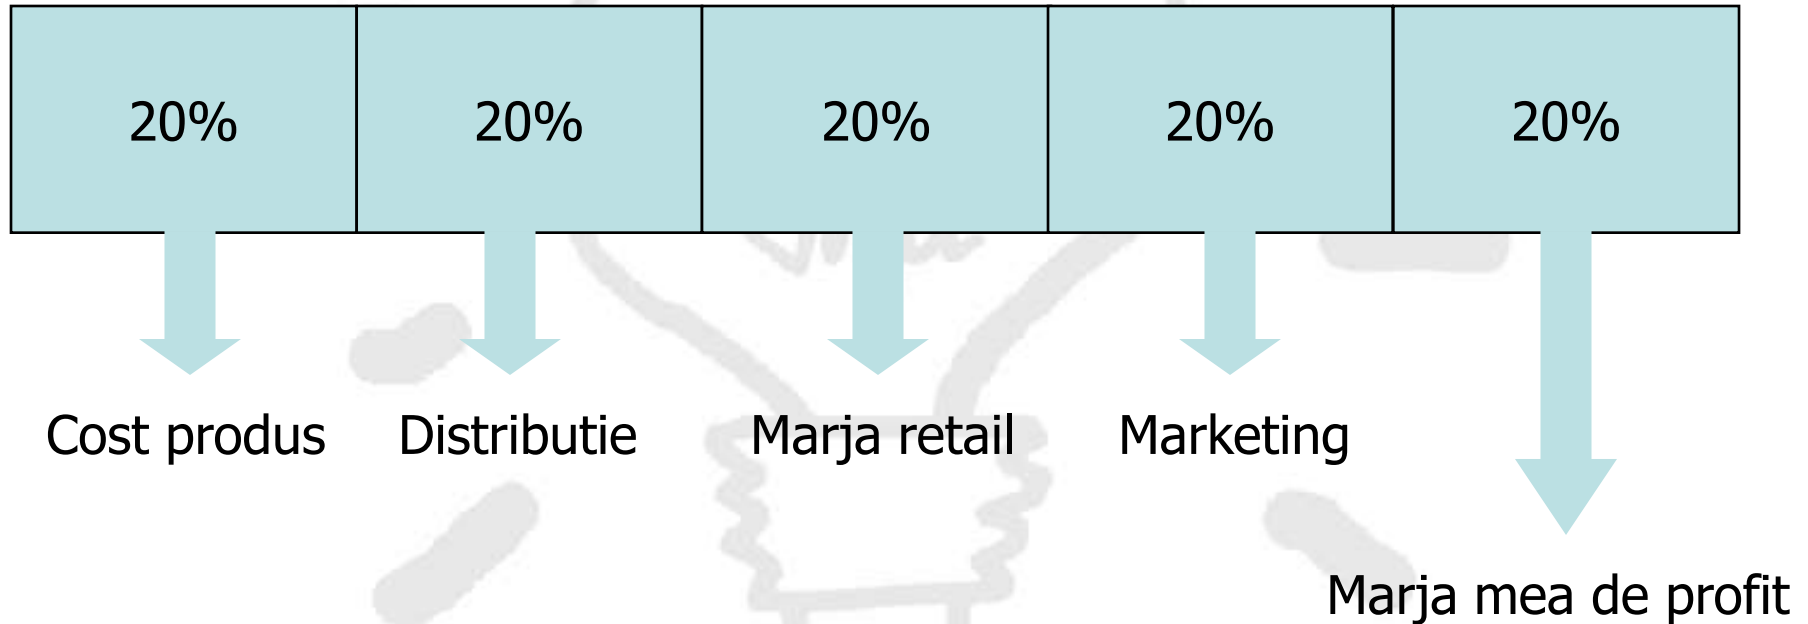 20% 20% 20% 20% 20%
Cost produs Distributie Marja retail Marketing
Marja mea de profit